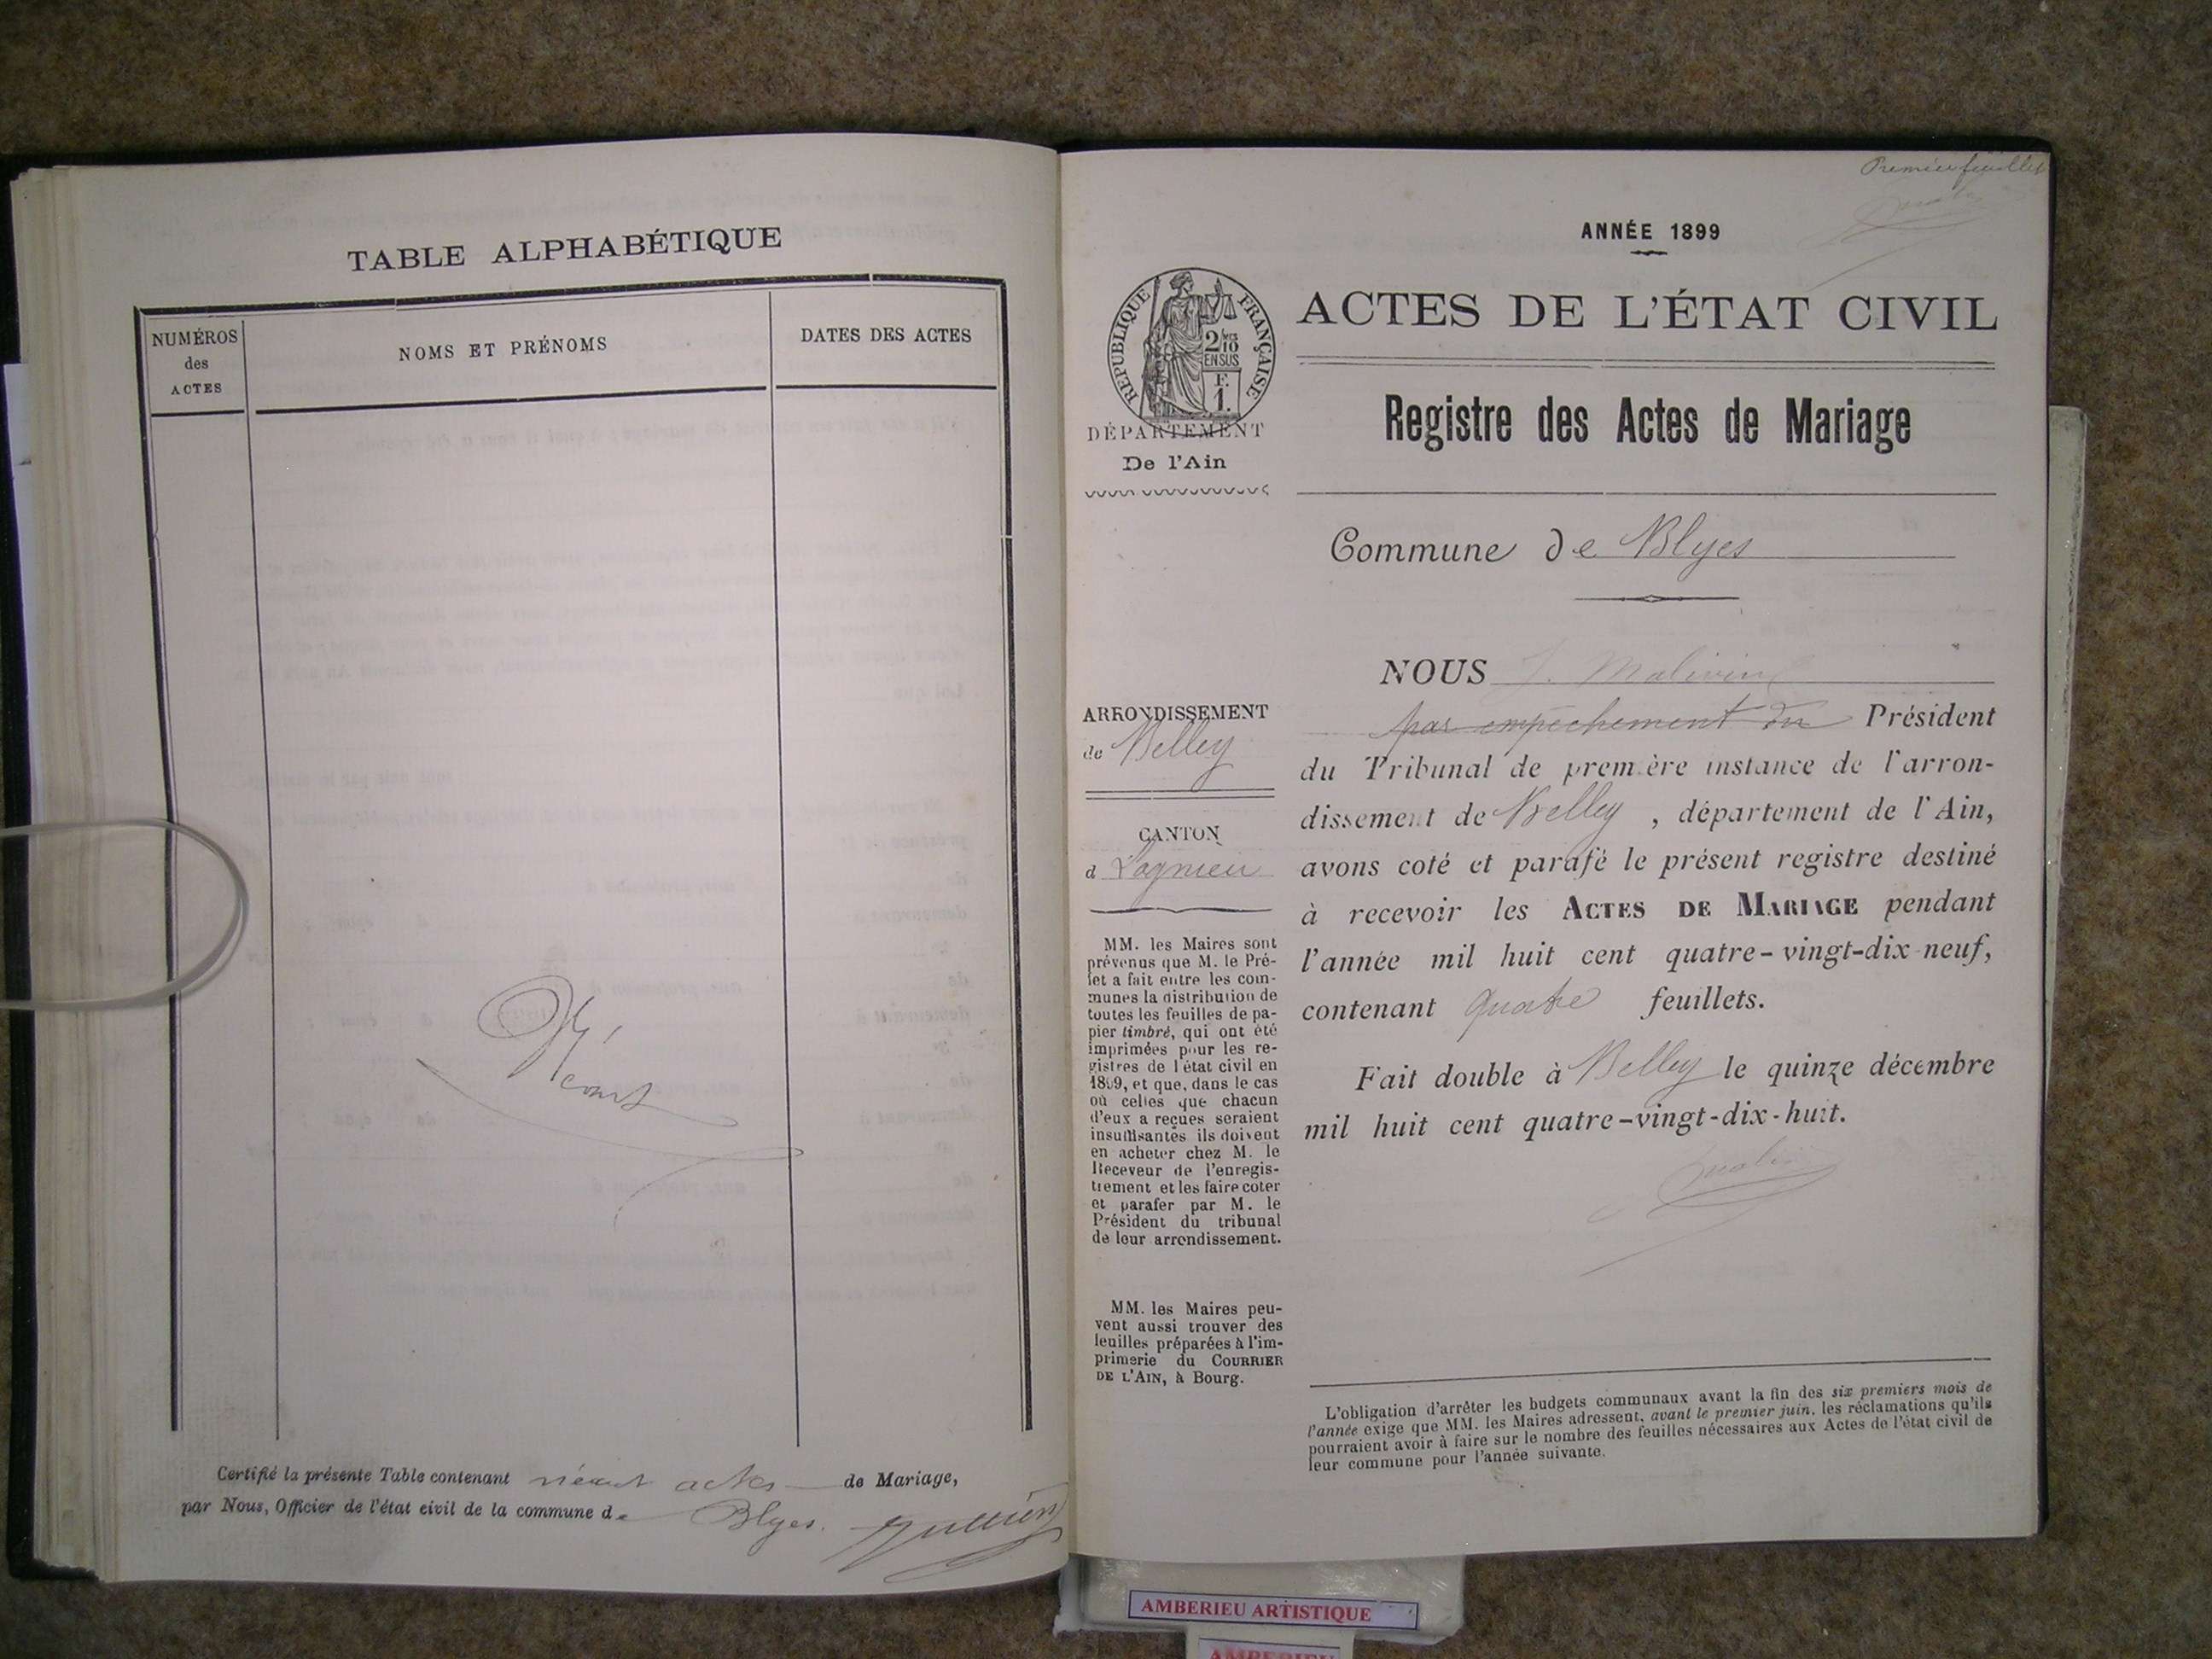 TABLE ALPHABÉTIQUE
NUMÉROS
des
ACTES
NOMS ET PRÉNOMS
DATES DES ACTES
Certifié la présente Table contenant néant actes de Mariage,
par Nous, Officier de l'état civil de la commune de Blyes.
Premier feuillet
ANNÉE 1899
RÉPUBLIQUE FRANÇAISE
2/10
EN SUS
F.
1.
DÉPARTEMENT
De l'Ain
ACTES DE L'ÉTAT CIVIL
Registre des Actes de Mariage
Commune de Blyes
ARRONDISSEMENT
de Belley
CANTON
d Lagnieu
MM. les Maires sont
prévenus que M. le Pré-
fet a fait entre les com-
munes la distribution de
toutes les feuilles de pa-
pier timbré, qui ont été
imprimées pour les re-
gistres de l'état civil en
1899, et que, dans le cas
où celles que chacun
d'eux a reçues seraient
insuffisantes ils doivent
en acheter chez M. le
Receveur de l'enregis-
trement et les faire coter
et parafer par M. le
Président du tribunal
de leur arrondissement.
MM. les Maires peu-
vent aussi trouver des
feuilles préparées à l'im-
primerie du COURRIER
DE L'AIN, à Bourg.
NOUS J.
par empêchement du Président
du Tribunal de première instance de l'arron-
dissement de Belley, département de l'Ain,
avons coté et parafé le présent registre destiné
à recevoir les ACTES DE MARIAGE pendant
l'année mil huit cent quatre-vingt-dix-neuf,
contenant quatre feuillets.
Fait double à Belley le quinze décembre
mil huit cent quatre-vingt-dix-huit.
L'obligation d'arrêter les budgets communaux avant la fin des six premiers mois de
l'année exige que MM. les Maires adressent, avant le premier juin, les réclamations qu'ils
pourraient avoir à faire sur le nombre des feuilles nécessaires aux Actes de l'état civil de
leur commune pour l'année suivante.
AMBERIEU ARTISTIQUE
AMBERIEU